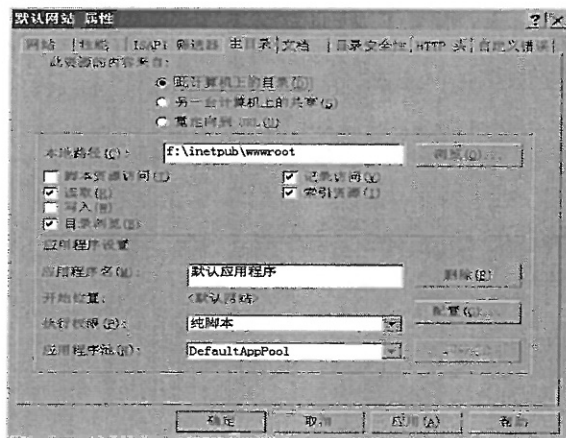 默认网站 属性
网站 性能 ISAPI 筛选器 主目录 文档 目录安全性 HTTP 头 自定义错误
此资源的内容来自:
此计算机上的目录(D)
另一台计算机上的共享(S)
重定向到 URL(U)
本地路径(C): f:\inetpub\wwwroot 浏览(O)...
脚本资源访问(T) 记录访问(V)
读取(R) 索引资源(I)
写入(W)
目录浏览(B)
应用程序设置
应用程序名(M): 默认应用程序 删除(E)
开始位置: <默认网站>
执行权限(P): 纯脚本 配置(G)...
应用程序池(N): DefaultAppPool
确定 取消 应用(A) 帮助